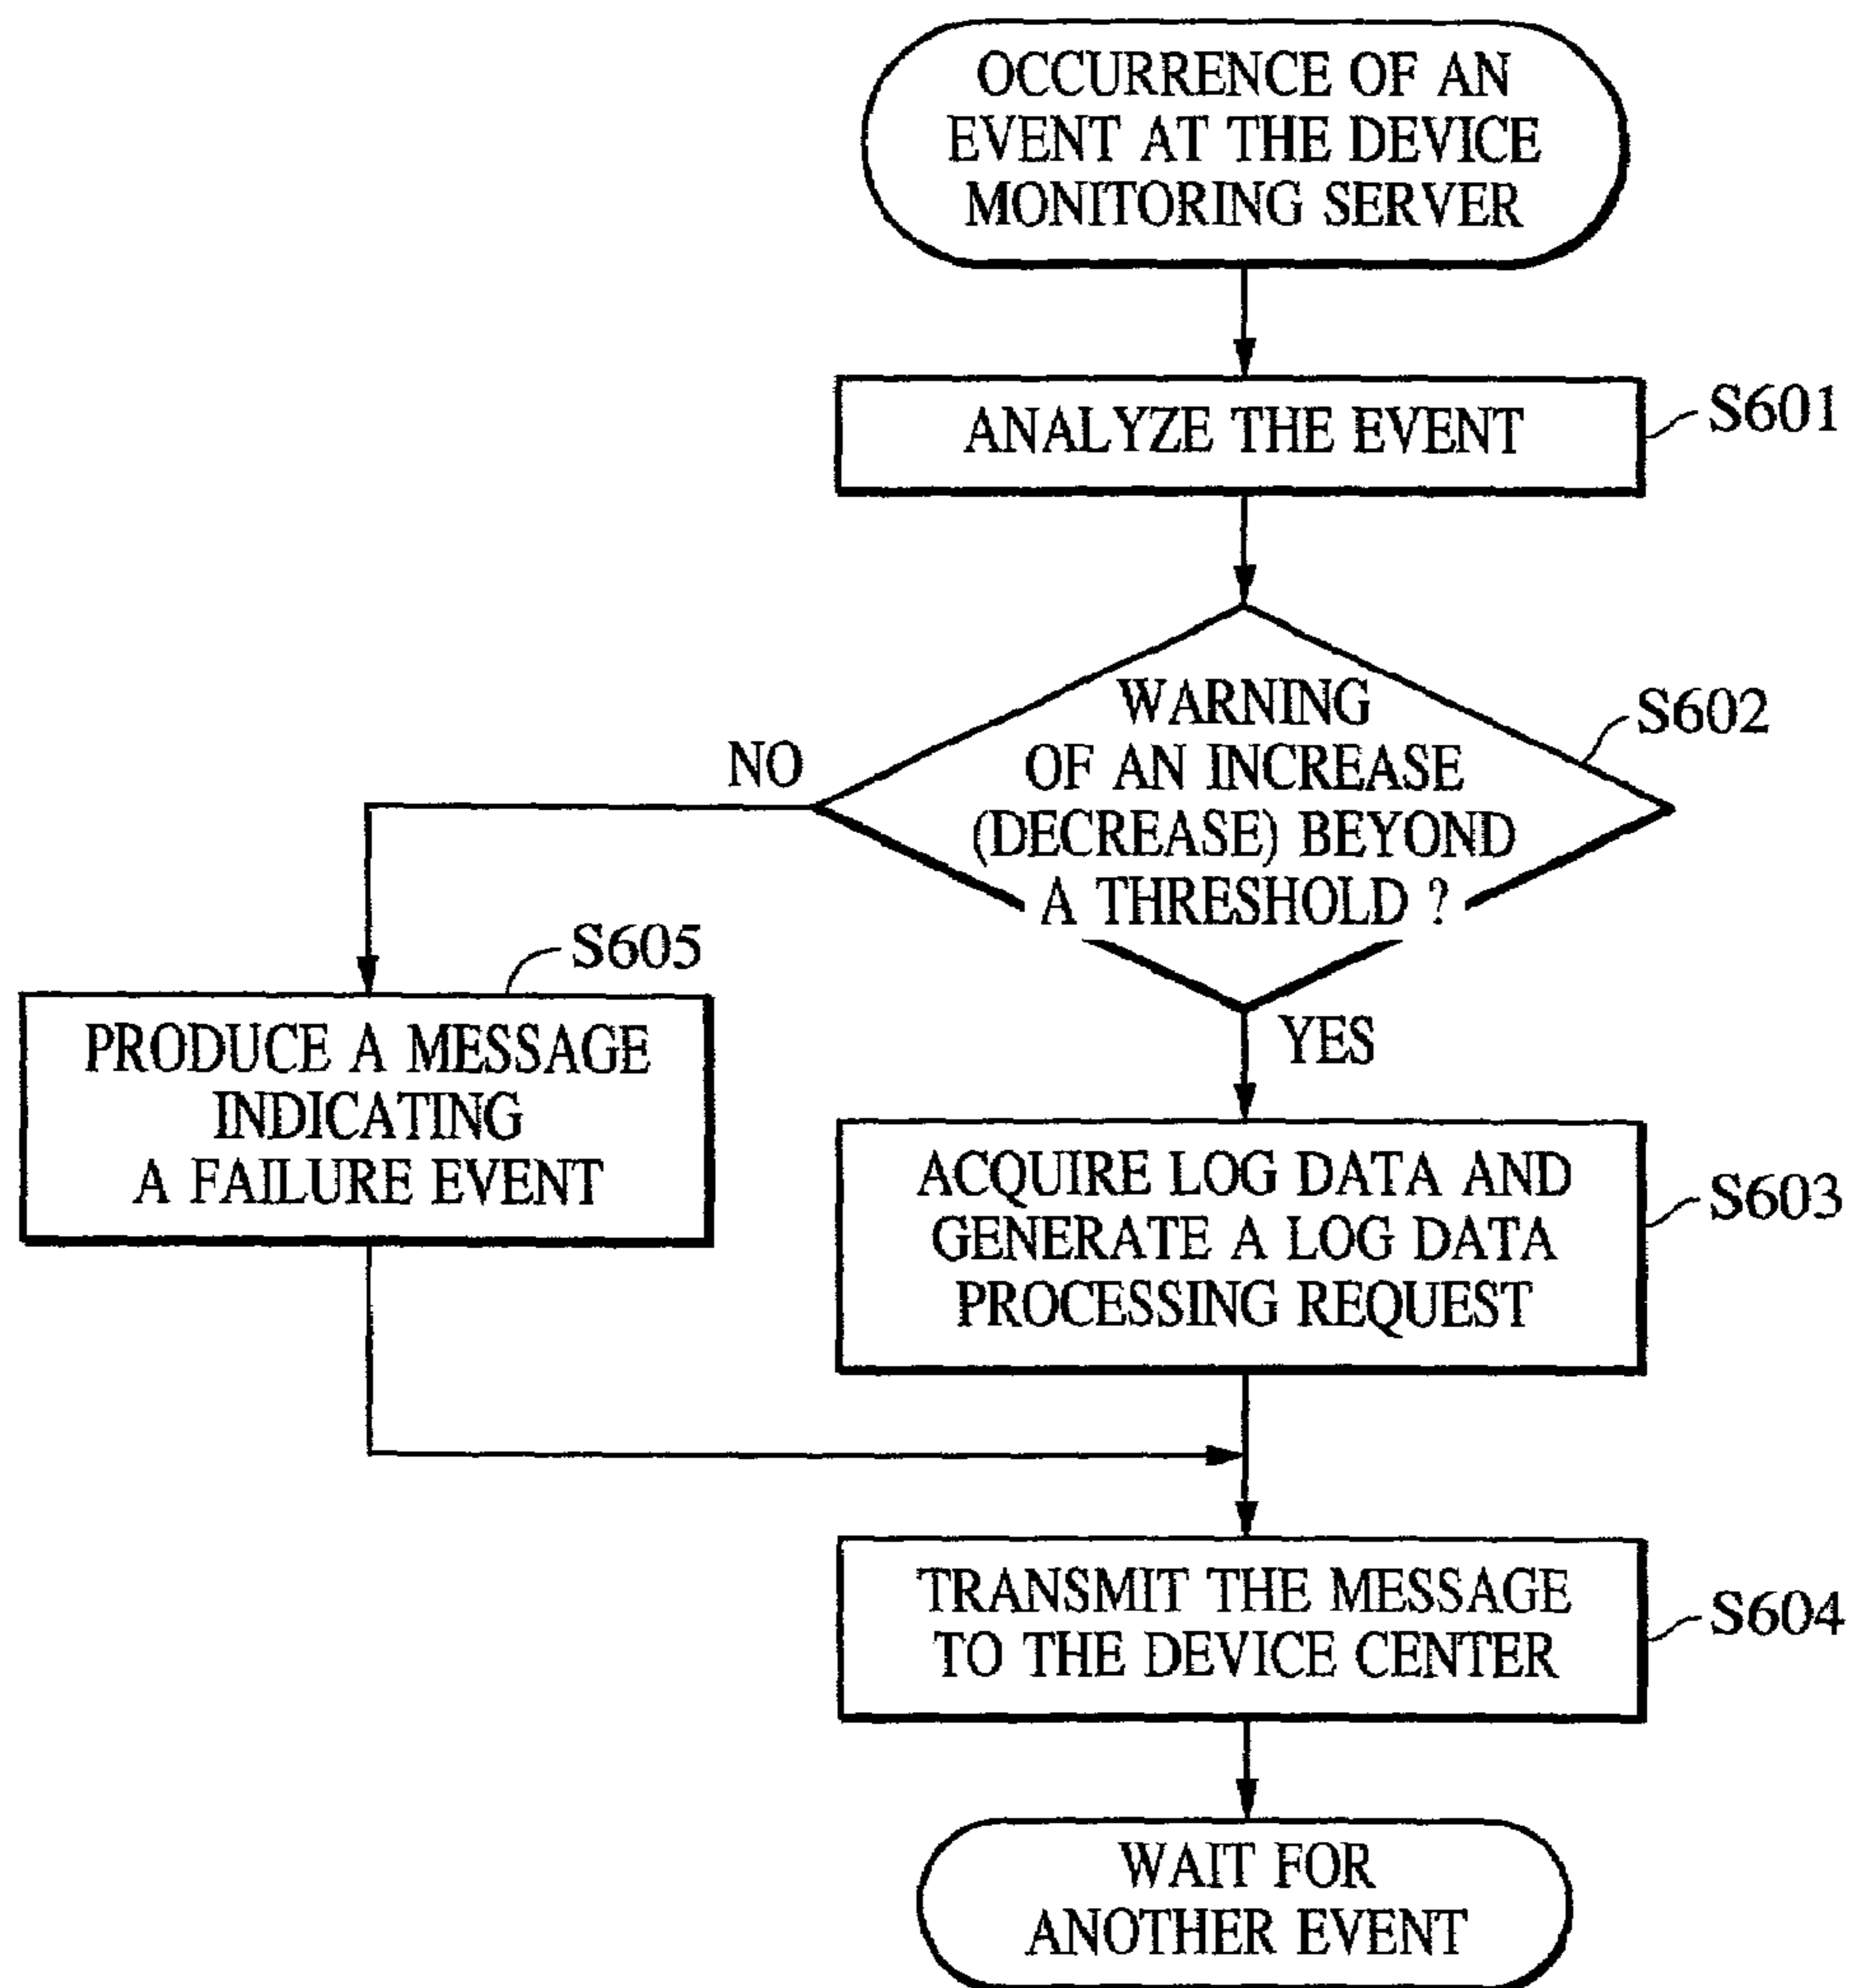 OCCURRENCE OF AN
EVENT AT THE DEVICE
MONITORING SERVER
ANALYZE THE EVENT
S601
WARNING
OF AN INCREASE
(DECREASE) BEYOND
A THRESHOLD ?
S602
NO
YES
S605
PRODUCE A MESSAGE
INDICATING
A FAILURE EVENT
ACQUIRE LOG DATA AND
GENERATE A LOG DATA
PROCESSING REQUEST
S603
TRANSMIT THE MESSAGE
TO THE DEVICE CENTER
S604
WAIT FOR
ANOTHER EVENT